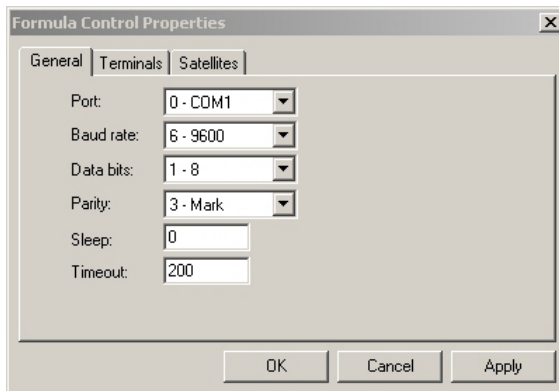 Formula Control Properties
General Terminals Satellites
Port: 0 - COM1
Baud rate: 6 - 9600
Data bits: 1 - 8
Parity: 3 - Mark
Sleep: 0
Timeout: 200
OK Cancel Apply